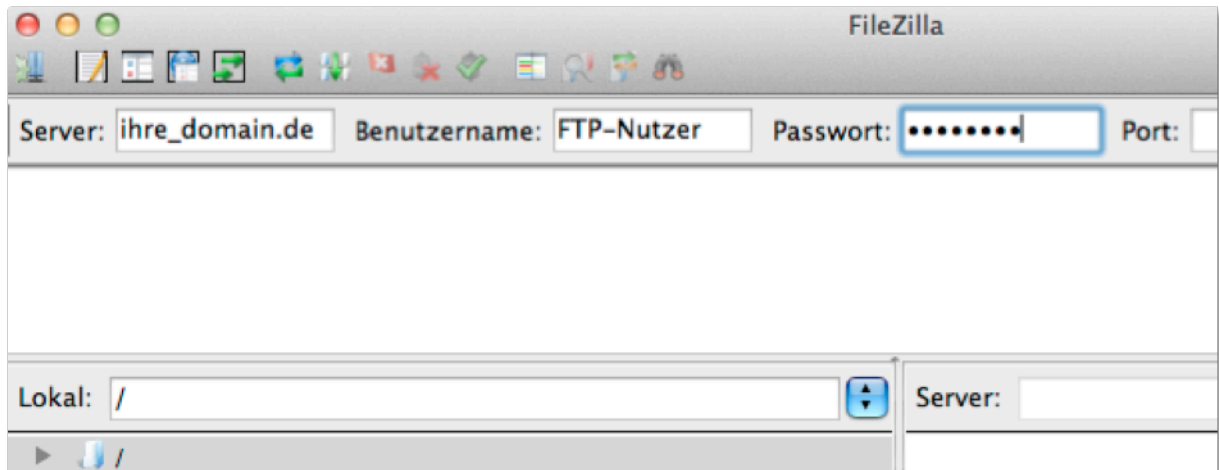 FileZilla
Server: ihre_domain.de Benutzername: FTP-Nutzer Passwort: •••••••• Port:
Lokal: / Server:
/